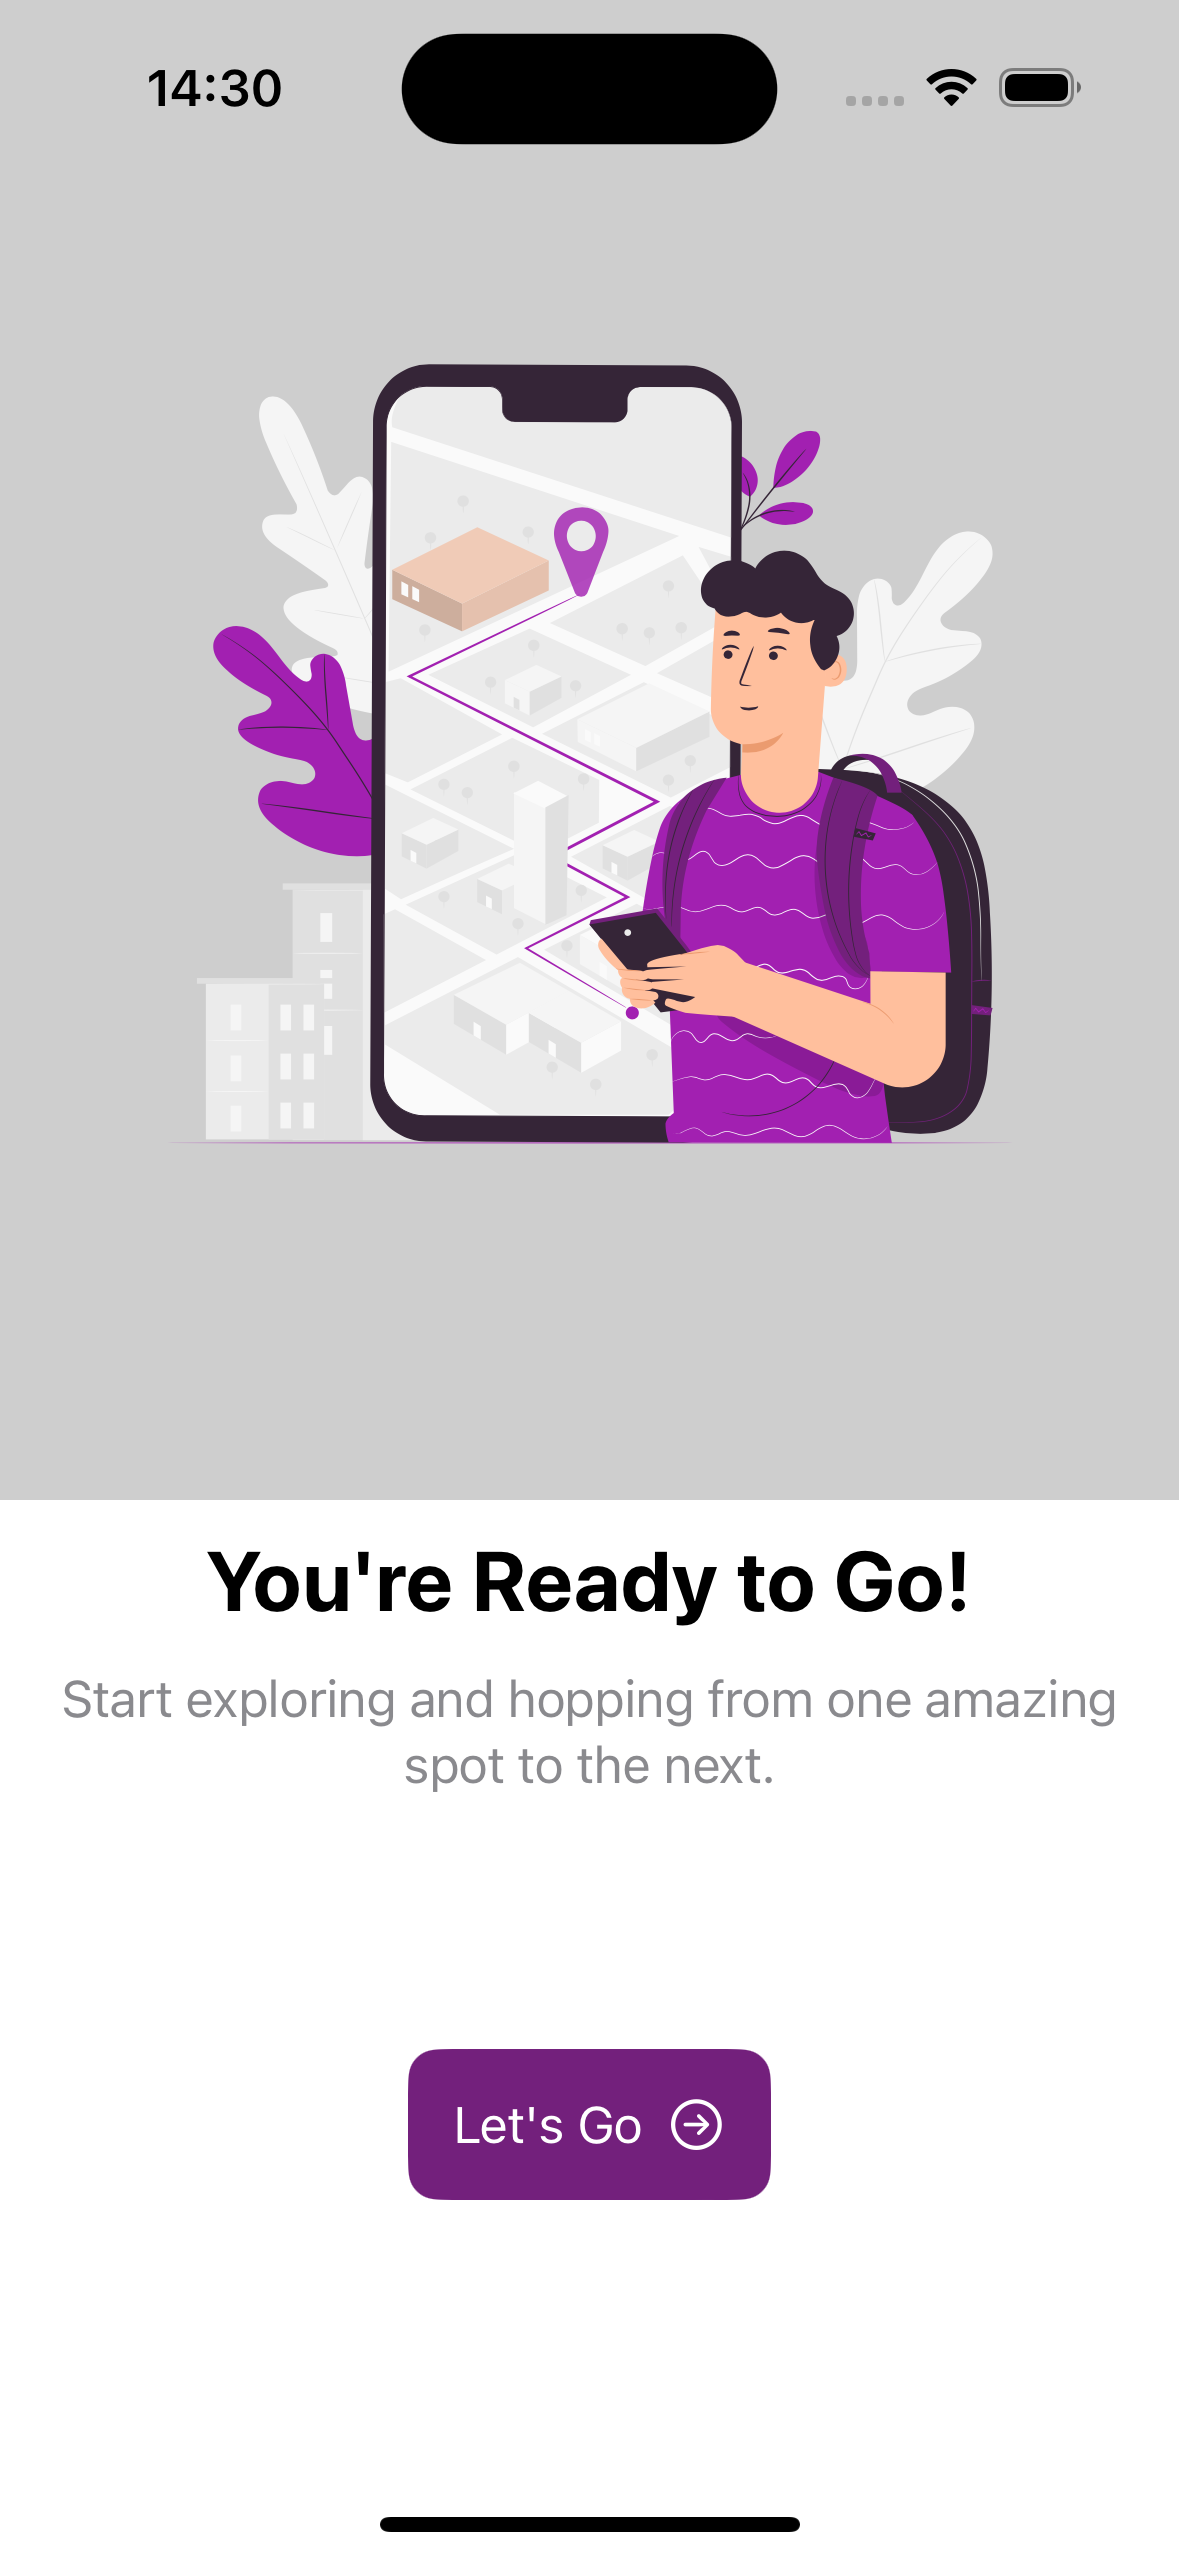 14:30
You're Ready to Go!
Start exploring and hopping from one amazing
spot to the next.
Let's Go